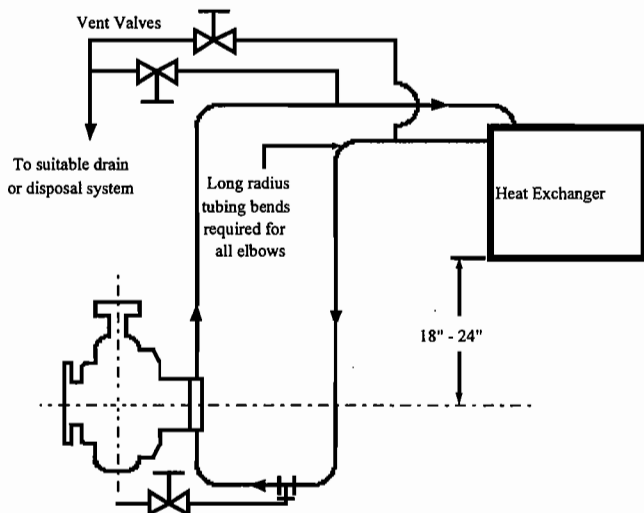 Vent Valves
To suitable drain
or disposal system
Long radius
tubing bends
required for
all elbows
Heat Exchanger
18" - 24"